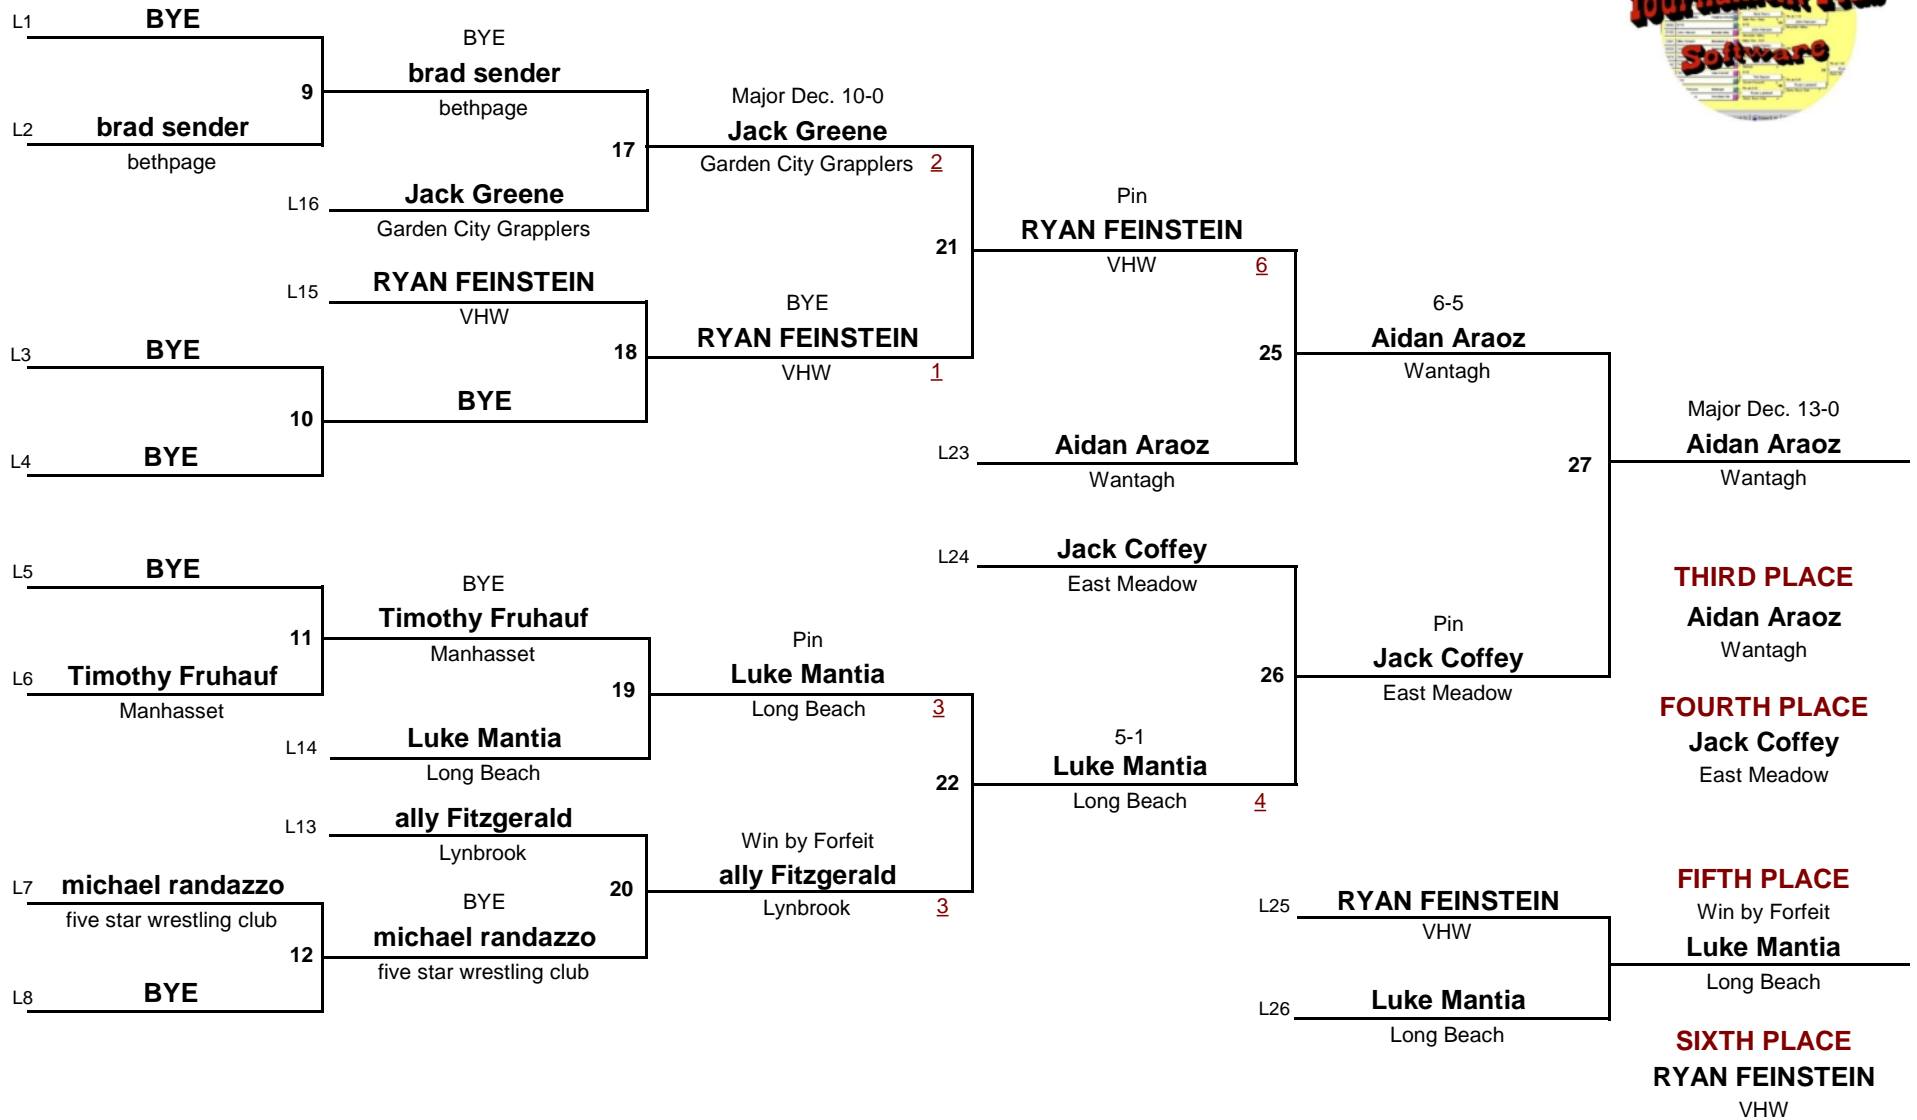 Software
L1 BYE
BYE
brad sender
9
bethpage
L2 brad sender
bethpage
Major Dec. 10-0
Jack Greene
17
Garden City Grapplers 2
L16 Jack Greene
Garden City Grapplers
Pin
RYAN FEINSTEIN
21
VHW 6
L15 RYAN FEINSTEIN
VHW
BYE
RYAN FEINSTEIN
18
VHW 1
L3 BYE
10
BYE
L4 BYE
6-5
Aidan Araoz
25
Wantagh
L23 Aidan Araoz
Wantagh
Major Dec. 13-0
Aidan Araoz
27
Wantagh
L5 BYE
BYE
Timothy Fruhauf
11
Manhasset
L6 Timothy Fruhauf
Manhasset
Pin
Luke Mantia
19
Long Beach 3
L14 Luke Mantia
Long Beach
L24 Jack Coffey
East Meadow
Pin
Jack Coffey
26
East Meadow
5-1
Luke Mantia
22
Long Beach 4
L13 ally Fitzgerald
Lynbrook
Win by Forfeit
ally Fitzgerald
20
Lynbrook 3
L7 michael randazzo
five star wrestling club
BYE
michael randazzo
12
five star wrestling club
L8 BYE
THIRD PLACE
Aidan Araoz
Wantagh
FOURTH PLACE
Jack Coffey
East Meadow
L25 RYAN FEINSTEIN
VHW
L26 Luke Mantia
Long Beach
FIFTH PLACE
Win by Forfeit
Luke Mantia
Long Beach
SIXTH PLACE
RYAN FEINSTEIN
VHW